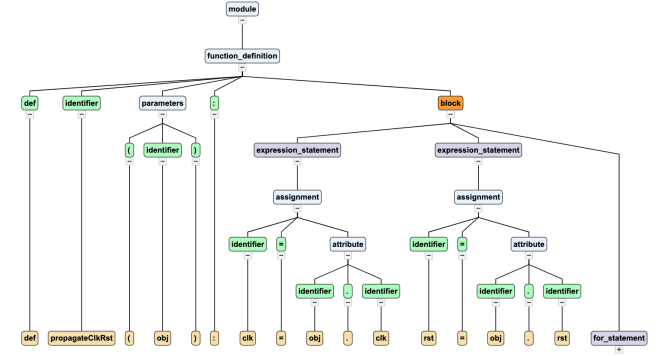 module
function_definition
def identifier parameters : block
( identifier ) expression_statement expression_statement
assignment assignment
identifier = attribute identifier = attribute
identifier . identifier identifier . identifier
def propagateClkRst ( obj ) : clk = obj . clk rst = obj . rst for_statement